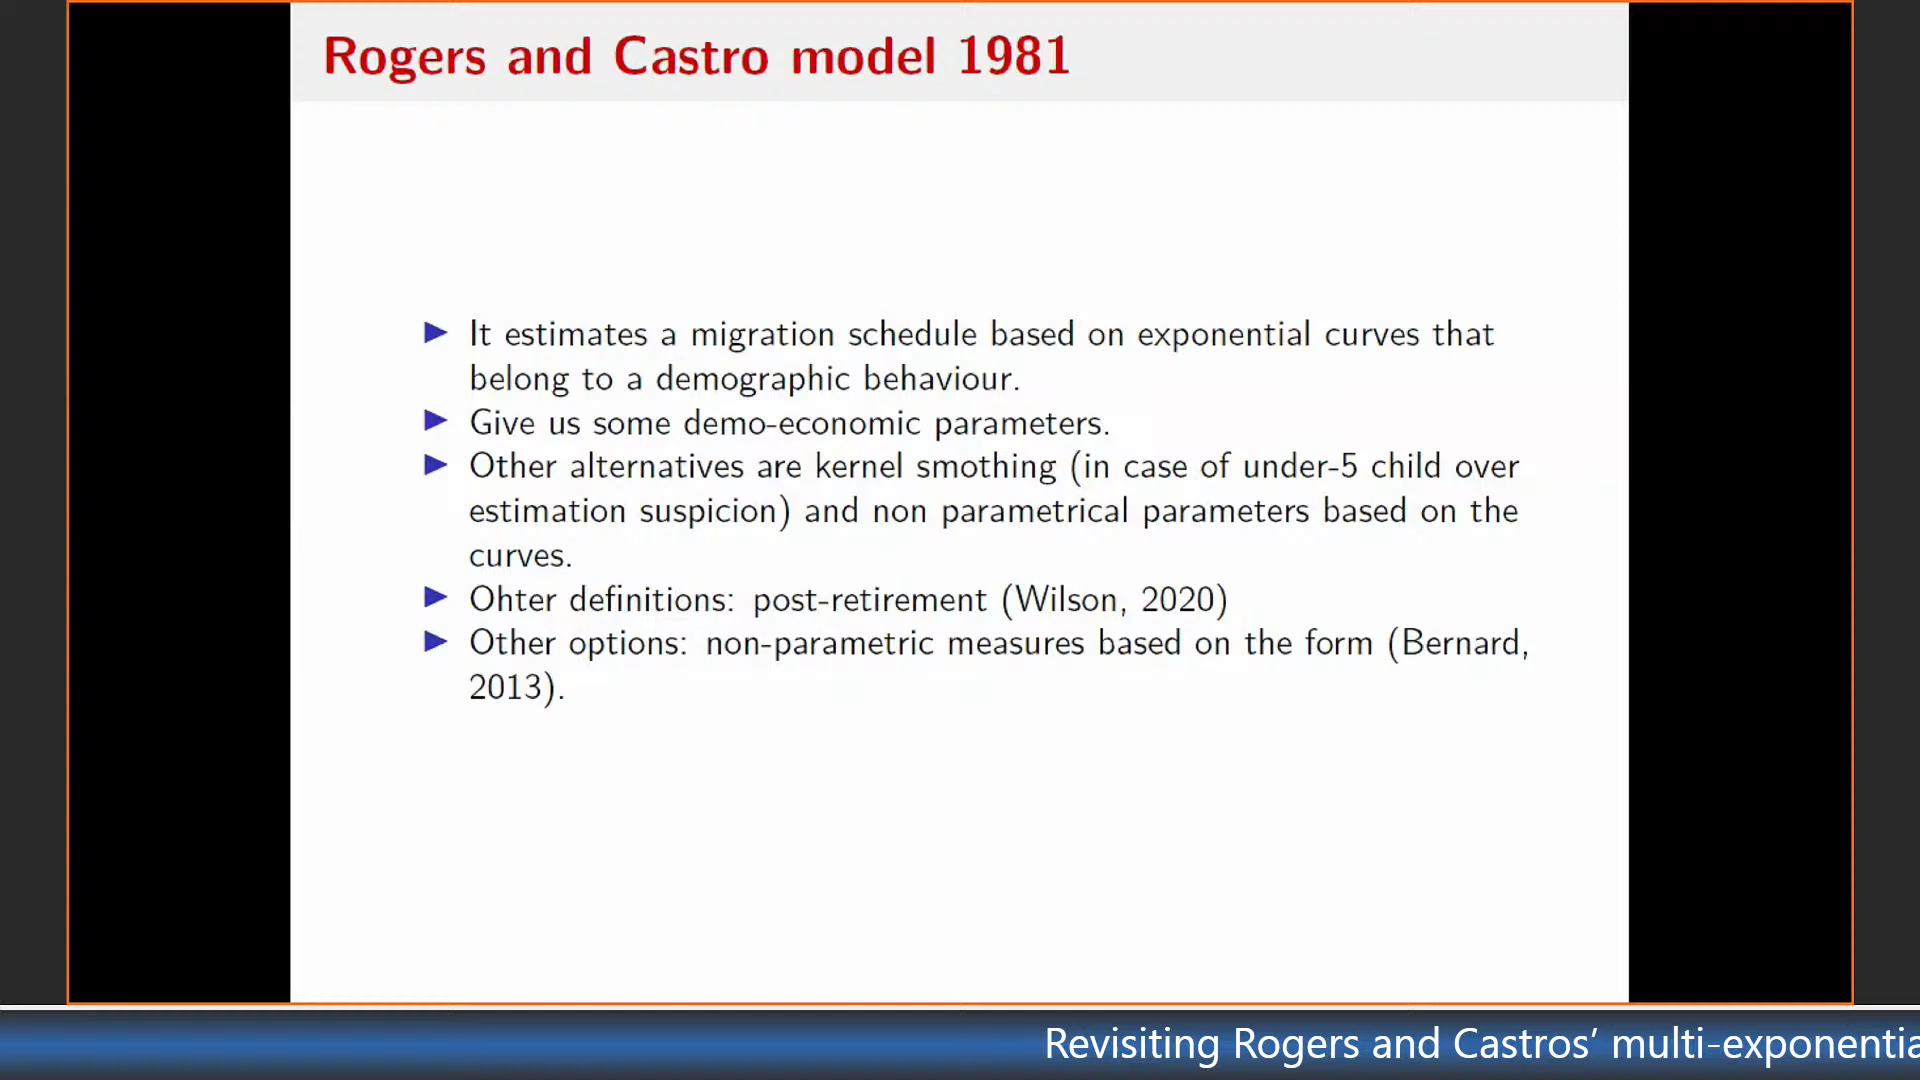 Rogers and Castro model 1981
It estimates a migration schedule based on exponential curves that
belong to a demographic behaviour.
Give us some demo-economic parameters.
Other alternatives are kernel smothing (in case of under-5 child over
estimation suspicion) and non parametrical parameters based on the
curves.
Ohter definitions: post-retirement (Wilson, 2020)
Other options: non-parametric measures based on the form (Bernard,
2013).
Revisiting Rogers and Castros’ multi-exponentia